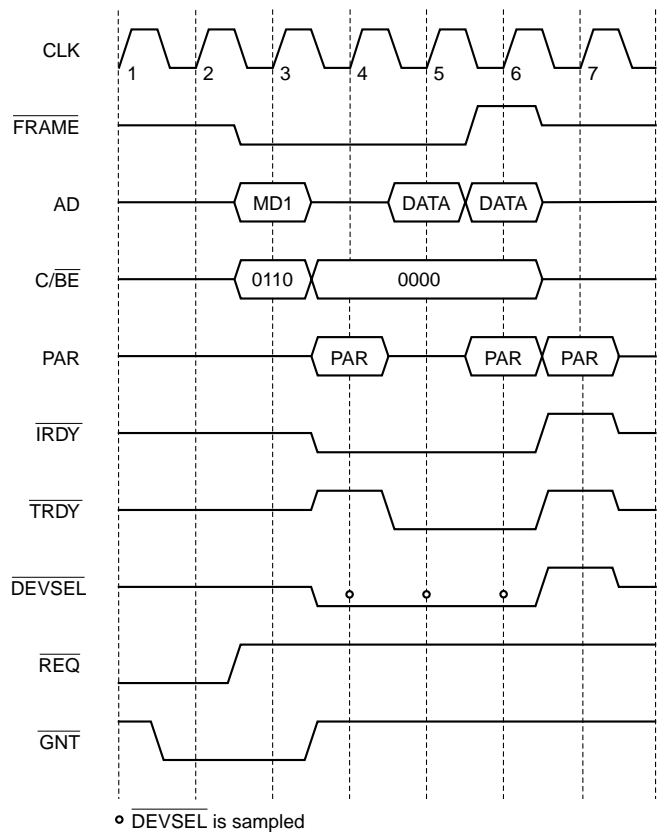 CLK
1 2 3 4 5 6 7
FRAME
AD MD1 DATA DATA
C/BE 0110 0000
PAR PAR PAR PAR
IRDY
TRDY
DEVSEL
REQ
GNT
DEVSEL is sampled